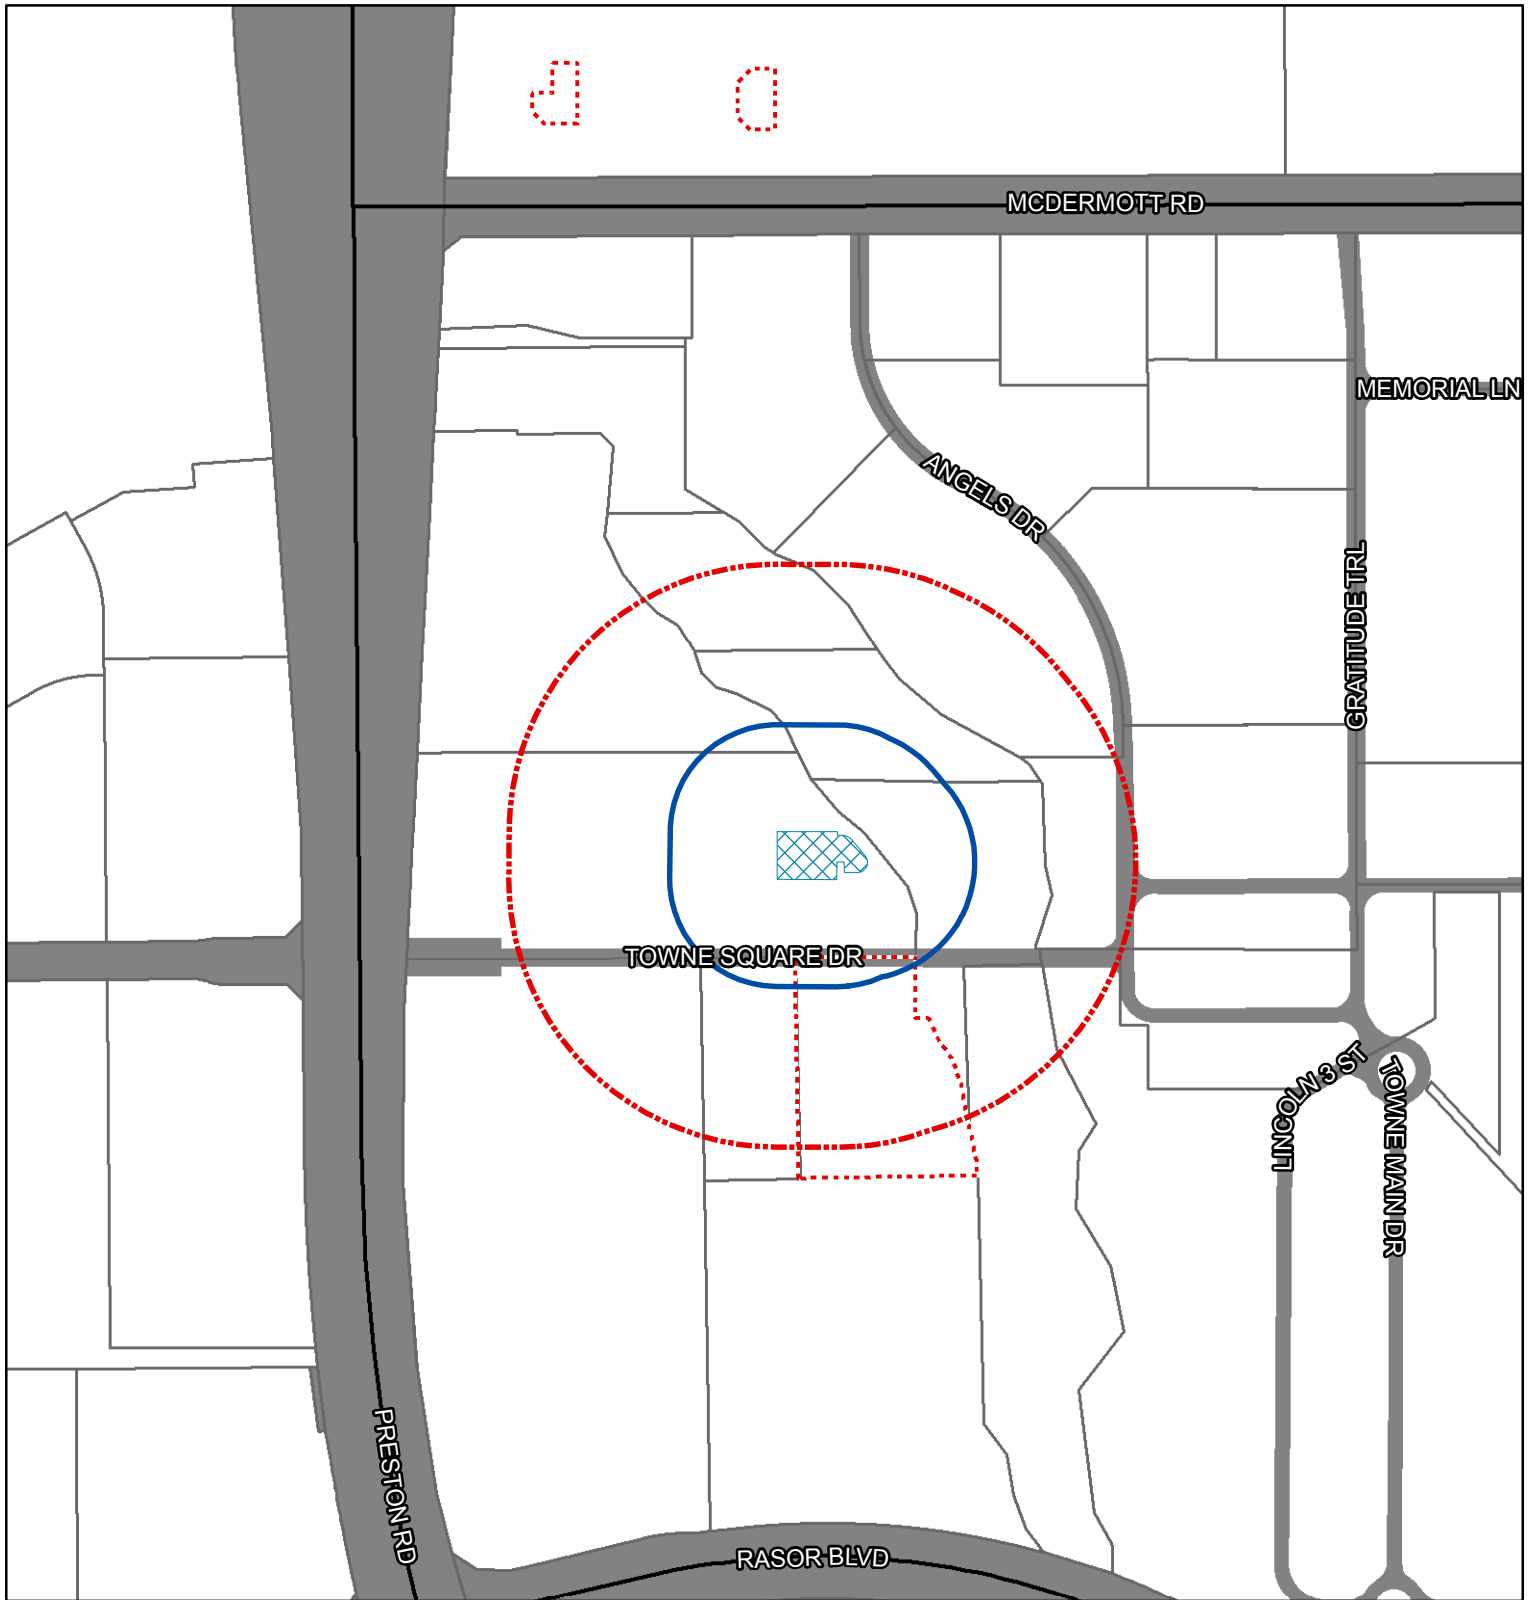 MCDERMOTT RD
MEMORIAL LN
ANGELS DR
GRATITUDE TRL
TOWNE SQUARE DR
LINCOLN 3 ST
TOWNE MAIN DR
PRESTON RD
RASOR BLVD